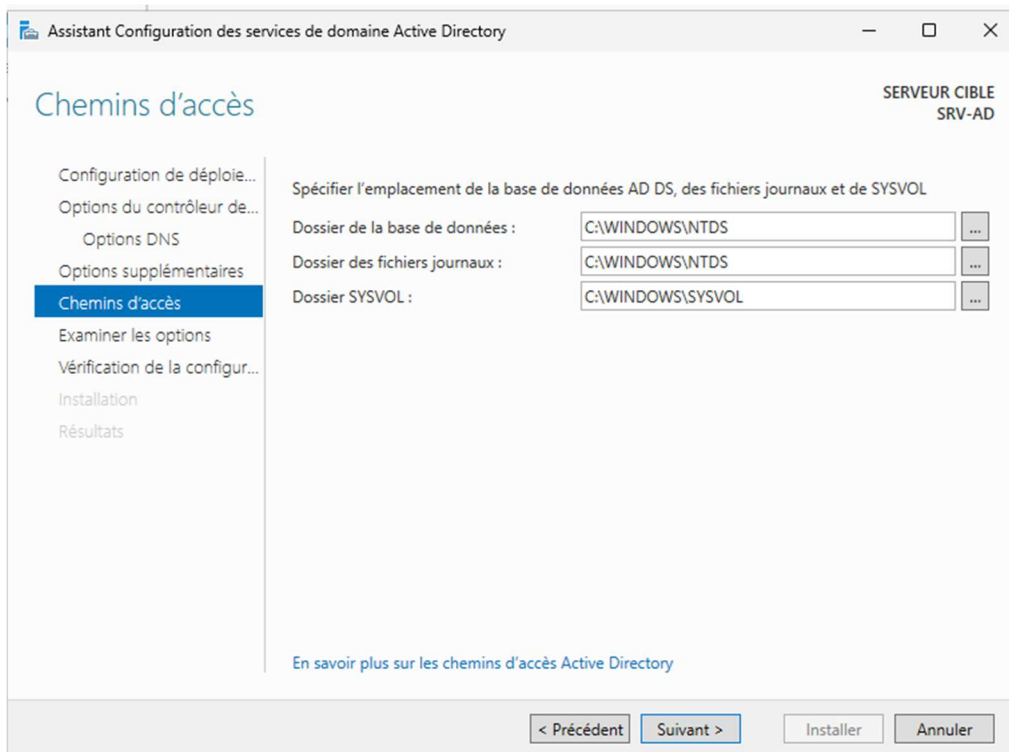 Assistant Configuration des services de domaine Active Directory
Chemins d’accès
SERVEUR CIBLE
SRV-AD
Configuration de déploie...
Options du contrôleur de...
Options DNS
Options supplémentaires
Chemins d’accès
Examiner les options
Vérification de la configur...
Installation
Résultats
Spécifier l’emplacement de la base de données AD DS, des fichiers journaux et de SYSVOL
Dossier de la base de données : C:\WINDOWS\NTDS ...
Dossier des fichiers journaux : C:\WINDOWS\NTDS ...
Dossier SYSVOL : C:\WINDOWS\SYSVOL ...
En savoir plus sur les chemins d’accès Active Directory
< Précédent Suivant > Installer Annuler